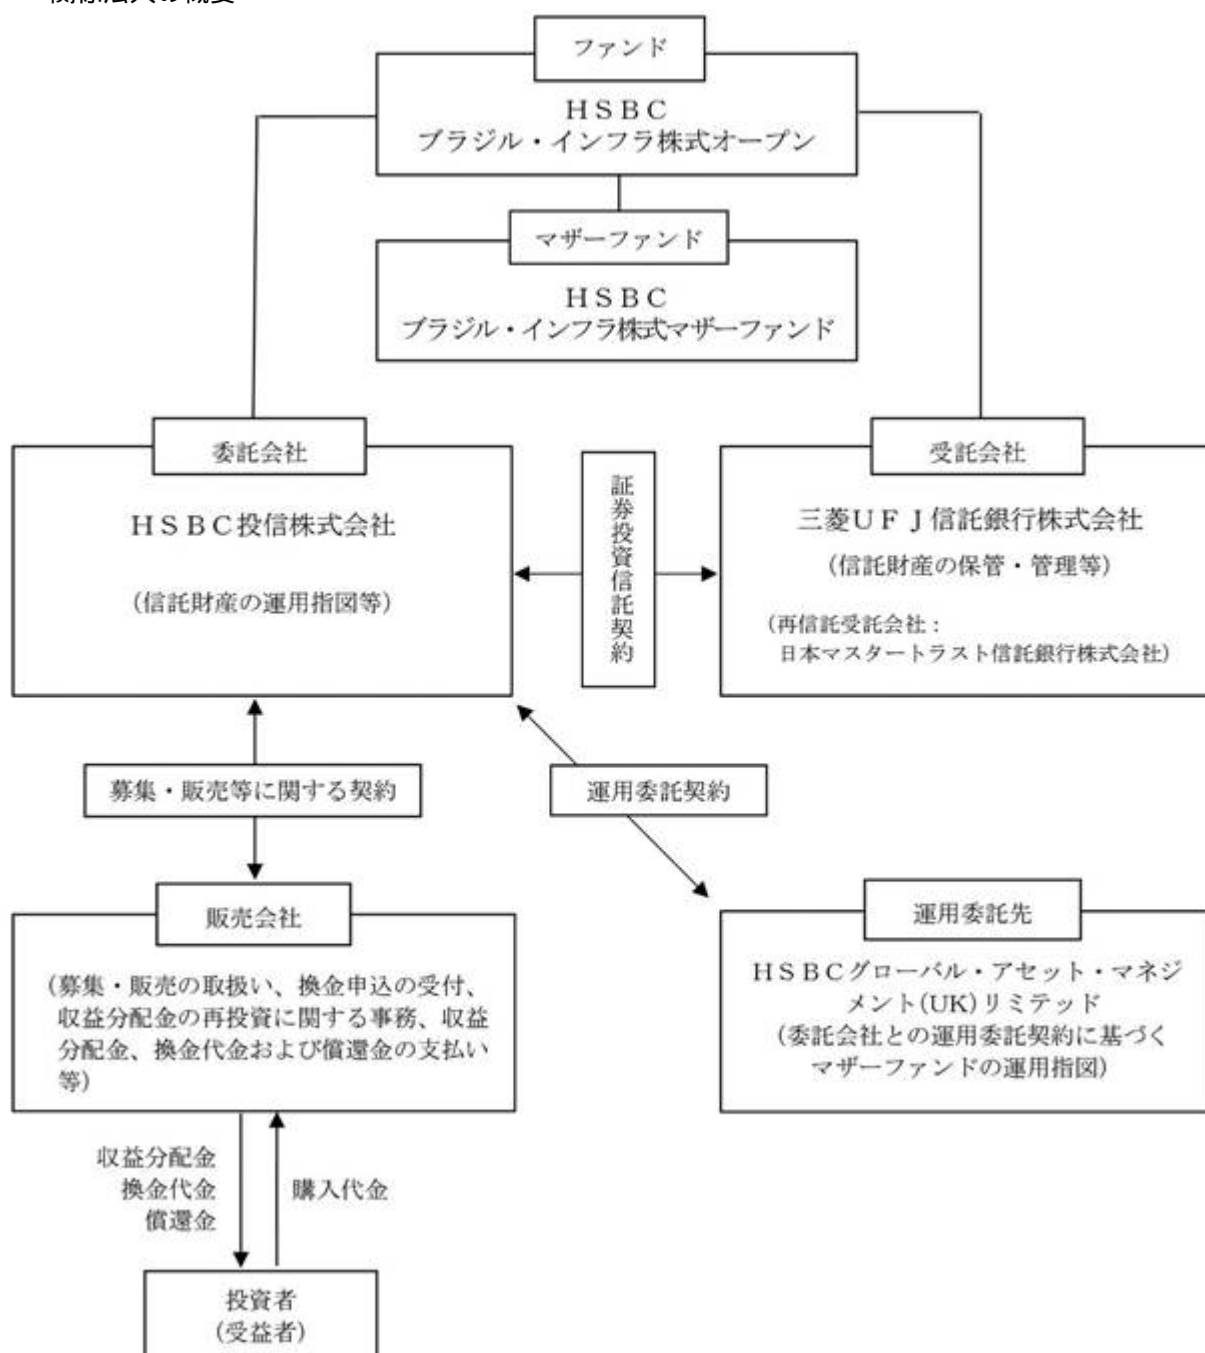 ファンド
ＨＳＢＣ
ブラジル・インフラ株式オープン
マザーファンド
ＨＳＢＣ
ブラジル・インフラ株式マザーファンド
委託会社
ＨＳＢＣ投信株式会社
(信託財産の運用指図等)
証券投資信託契約
受託会社
三菱ＵＦＪ信託銀行株式会社
(信託財産の保管・管理等)
(再信託受託会社：
日本マスタートラスト信託銀行株式会社)
募集・販売等に関する契約
運用委託契約
販売会社
(募集・販売の取扱い、換金申込の受付、
収益分配金の再投資に関する事務、収益
分配金、換金代金および償還金の支払い
等)
運用委託先
ＨＳＢＣグローバル・アセット・マネジ
メント(UK)リミテッド
(委託会社との運用委託契約に基づく
マザーファンドの運用指図)
収益分配金
換金代金
償還金
購入代金
投資者
(受益者)